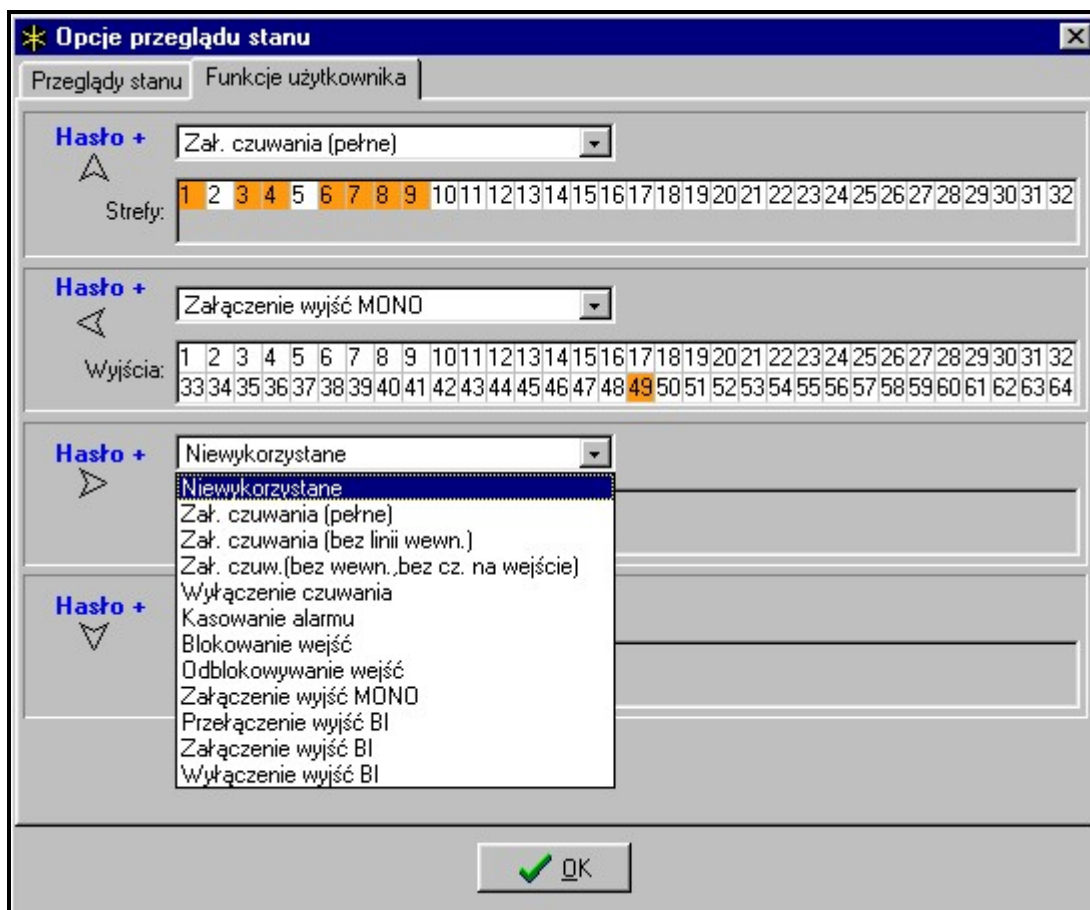 Opcje przeglądu stanu
Przeglądy stanu Funkcje użytkownika
Hasło + Zał. czuwania (pełne)
Strefy: 1 2 3 4 5 6 7 8 9 10 11 12 13 14 15 16 17 18 19 20 21 22 23 24 25 26 27 28 29 30 31 32
Hasło + Załączenie wyjść MONO
Wyjścia: 1 2 3 4 5 6 7 8 9 10 11 12 13 14 15 16 17 18 19 20 21 22 23 24 25 26 27 28 29 30 31 32
33 34 35 36 37 38 39 40 41 42 43 44 45 46 47 48 49 50 51 52 53 54 55 56 57 58 59 60 61 62 63 64
Hasło + Niewykorzystane
Niewykorzystane
Zał. czuwania (pełne)
Zał. czuwania (bez linii wewn.)
Zał. czuw.(bez wewn.,bez cz. na wejście)
Wyłączenie czuwania
Hasło +
Kasowanie alarmu
Blokowanie wejść
Odblokowywanie wejść
Załączenie wyjść MONO
Przełączenie wyjść BI
Załączenie wyjść BI
Wyłączenie wyjść BI
OK